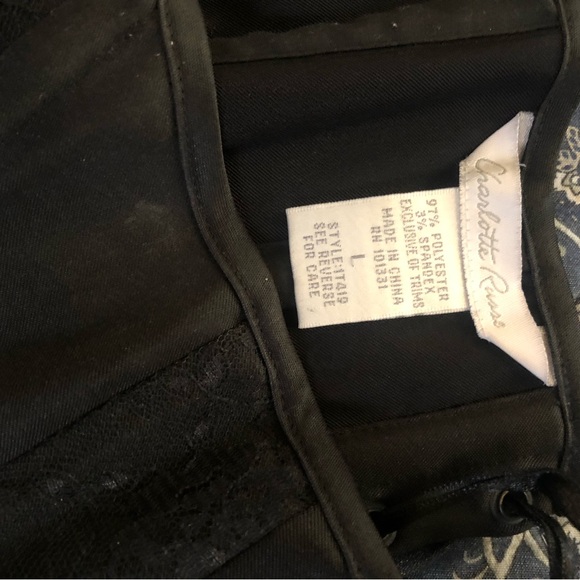 Charlotte Russe
97% POLYESTER
3% SPANDEX
EXCLUSIVE OF TRIMS
MADE IN CHINA
RN 101331
L
STYLE:1T419
SEE REVERSE
FOR CARE